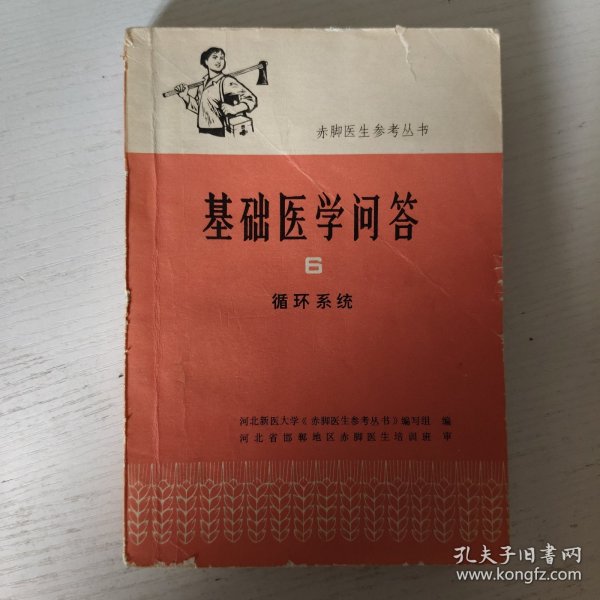 赤脚医生参考丛书
基础医学问答
6
循环系统
河北新医大学《赤脚医生参考丛书》编写组 编
河北省邯郸地区赤脚医生培训班 审
孔夫子旧书网
www.kongfz.com